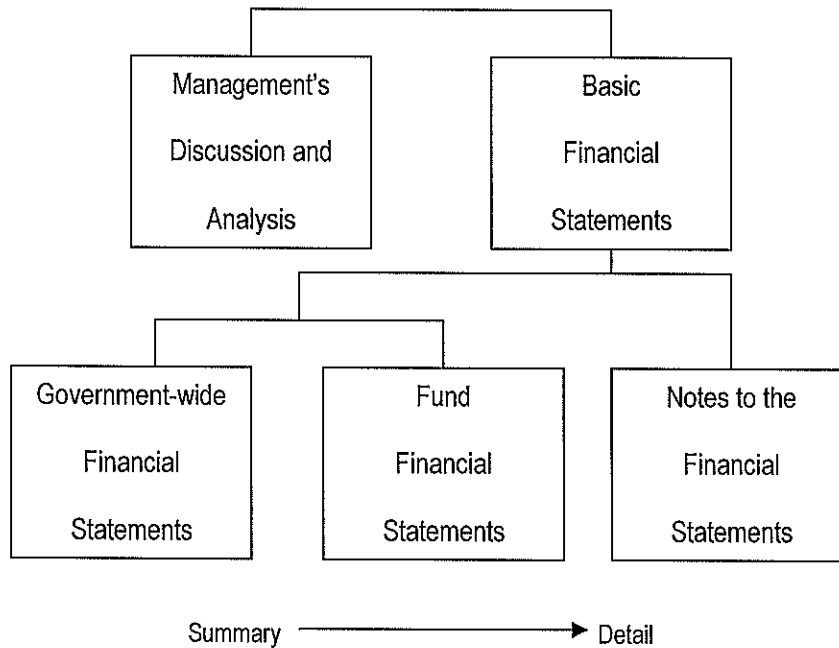 Management's
Discussion and
Analysis
Basic
Financial
Statements
Government-wide
Financial
Statements
Fund
Financial
Statements
Notes to the
Financial
Statements
Summary
Detail